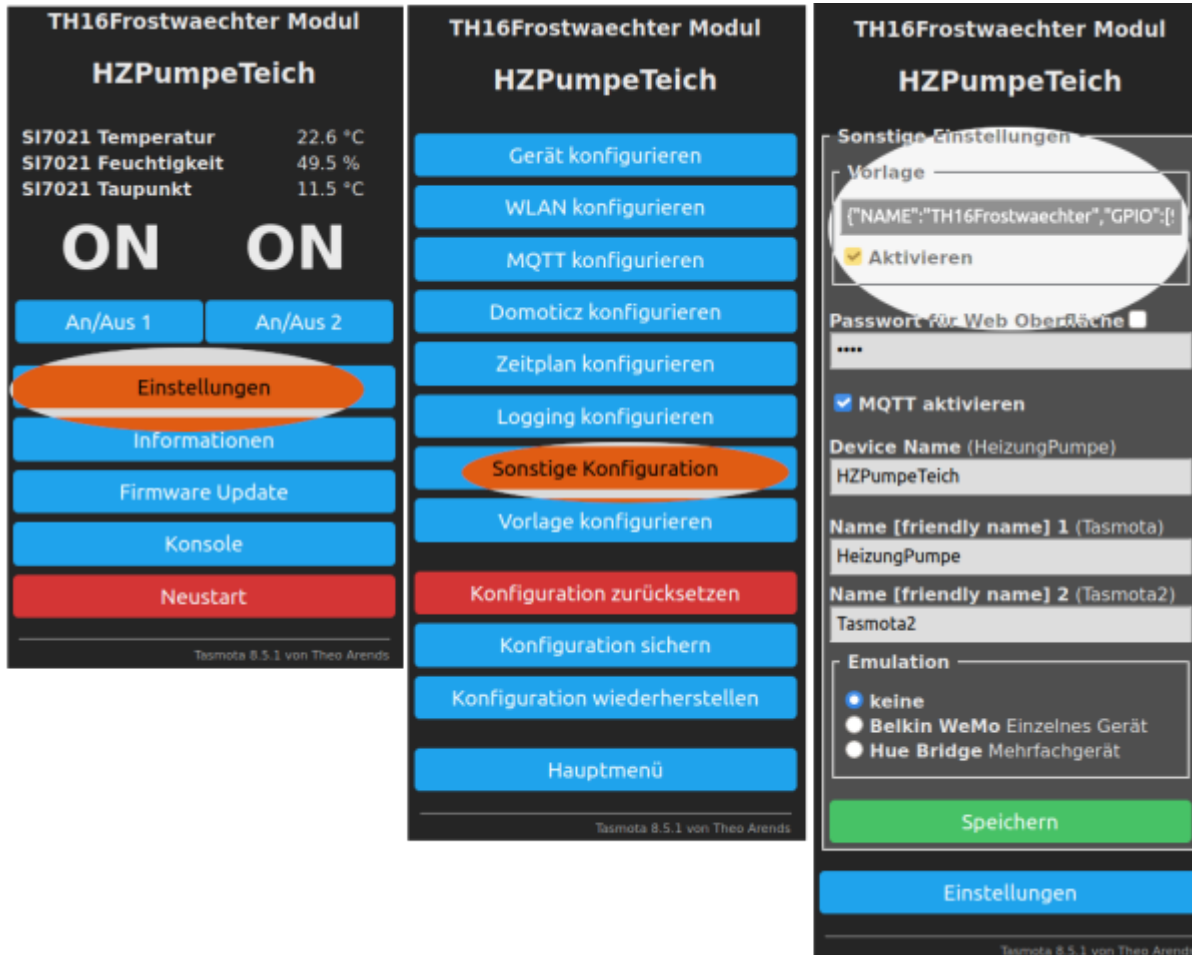 TH16Frostwaechter Modul
HZPumpeTeich
SI7021 Temperatur 22.6 °C
SI7021 Feuchtigkeit 49.5 %
SI7021 Taupunkt 11.5 °C
ON ON
An/Aus 1 An/Aus 2
Einstellungen
Informationen
Firmware Update
Konsole
Neustart
Tasmota 8.5.1 von Theo Arends
TH16Frostwaechter Modul
HZPumpeTeich
Gerät konfigurieren
WLAN konfigurieren
MQTT konfigurieren
Domoticz konfigurieren
Zeitplan konfigurieren
Logging konfigurieren
Sonstige Konfiguration
Vorlage konfigurieren
Konfiguration zurücksetzen
Konfiguration sichern
Konfiguration wiederherstellen
Hauptmenü
Tasmota 8.5.1 von Theo Arends
TH16Frostwaechter Modul
HZPumpeTeich
Sonstige Einstellungen
Vorlage
{"NAME":"TH16Frostwaechter","GPIO":[
Aktivieren
Passwort für Web Oberfläche
••••
MQTT aktivieren
Device Name (HeizungPumpe)
HZPumpeTeich
Name [friendly name] 1 (Tasmota)
HeizungPumpe
Name [friendly name] 2 (Tasmota2)
Tasmota2
Emulation
keine
Belkin WeMo Einzelnes Gerät
Hue Bridge Mehrfachgerät
Speichern
Einstellungen
Tasmota 8.5.1 von Theo Arends